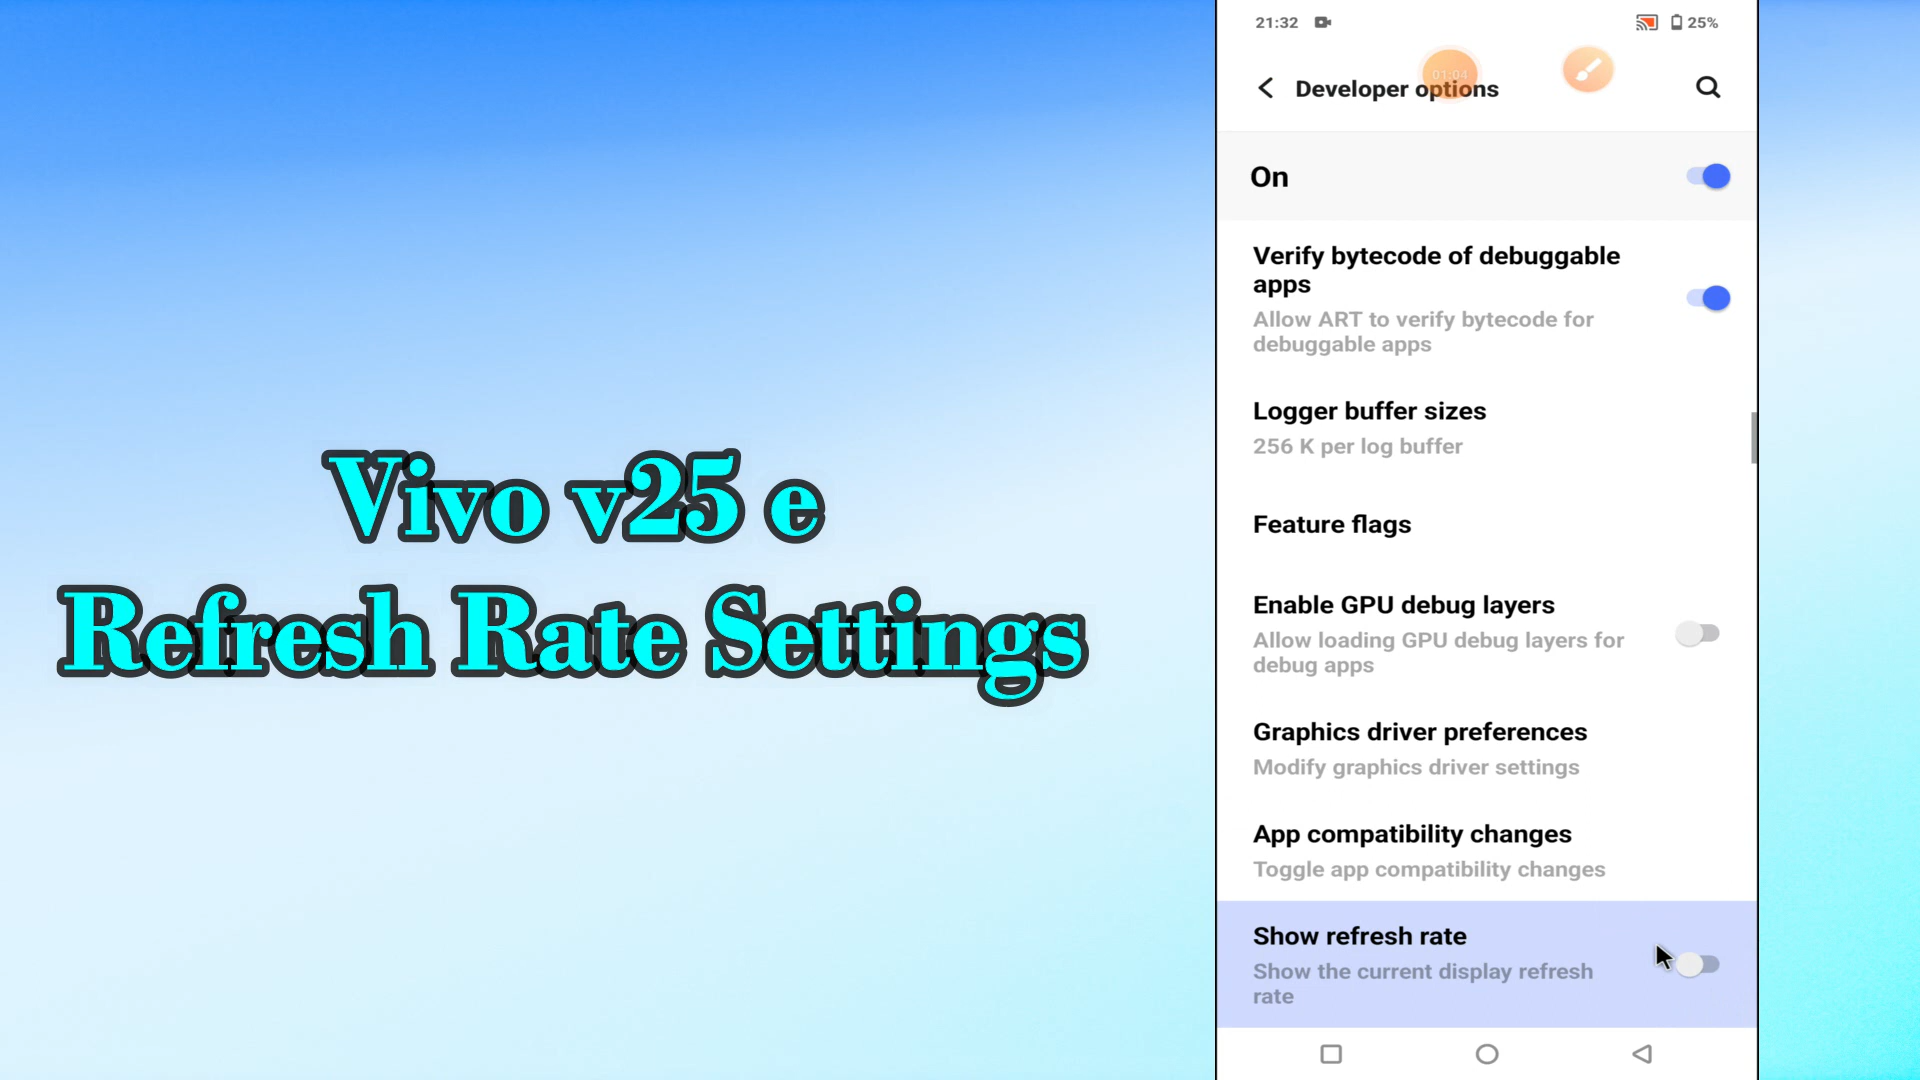 Vivo v25 e
Refresh Rate Settings
21:32
25%
01:04
Developer options
On
Verify bytecode of debuggable
apps
Allow ART to verify bytecode for
debuggable apps
Logger buffer sizes
256 K per log buffer
Feature flags
Enable GPU debug layers
Allow loading GPU debug layers for
debug apps
Graphics driver preferences
Modify graphics driver settings
App compatibility changes
Toggle app compatibility changes
Show refresh rate
Show the current display refresh
rate